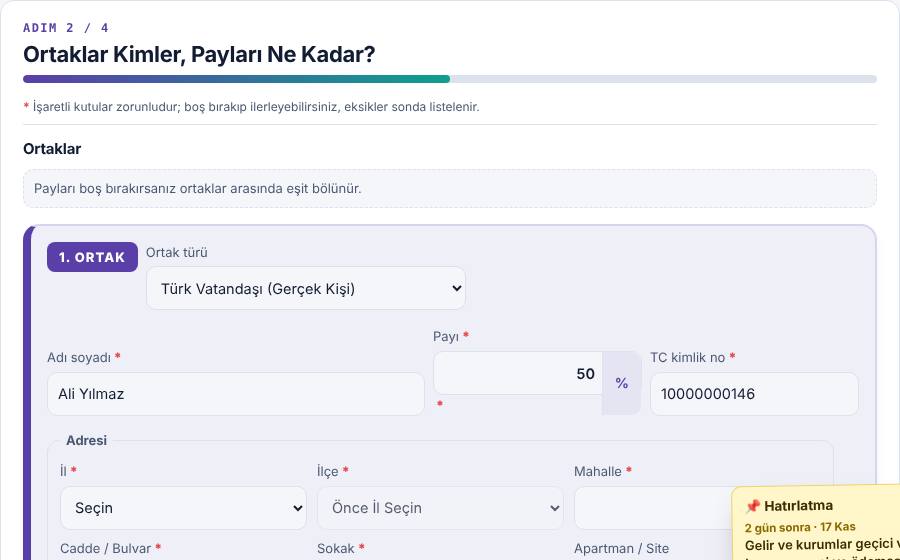 ADIM 2 / 4
Ortaklar Kimler, Payları Ne Kadar?
* İşaretli kutular zorunludur; boş bırakıp ilerleyebilirsiniz, eksikler sonda listelenir.
Ortaklar
Payları boş bırakırsanız ortaklar arasında eşit bölünür.
1. ORTAK
Ortak türü
Türk Vatandaşı (Gerçek Kişi)
Adı soyadı *
Ali Yılmaz
Payı *
50
%
*
TC kimlik no *
10000000146
Adresi
İl *
Seçin
İlçe *
Önce İl Seçin
Mahalle *
Cadde / Bulvar *
Sokak *
Apartman / Site
📌 Hatırlatma
2 gün sonra · 17 Kas
Gelir ve kurumlar geçici